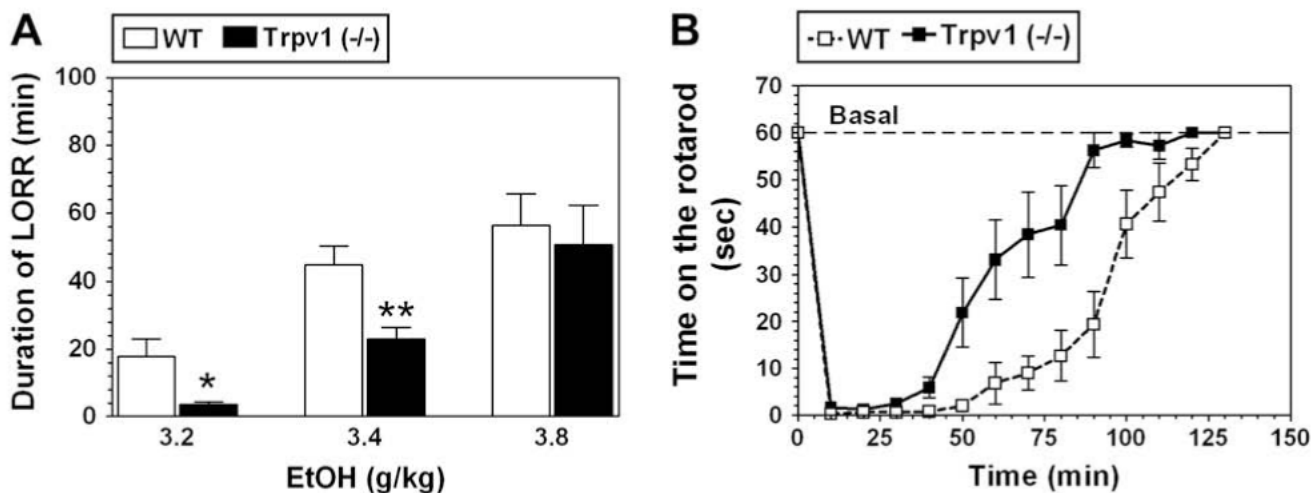 A
WT Trpv1 (-/-)
Duration of LORR (min)
100
80
60
40
20
0
* ** 
3.2 3.4 3.8
EtOH (g/kg)
B
WT Trpv1 (-/-)
Time on the rotarod
(sec)
70
60
50
40
30
20
10
0
Basal
0 25 50 75 100 125 150
Time (min)